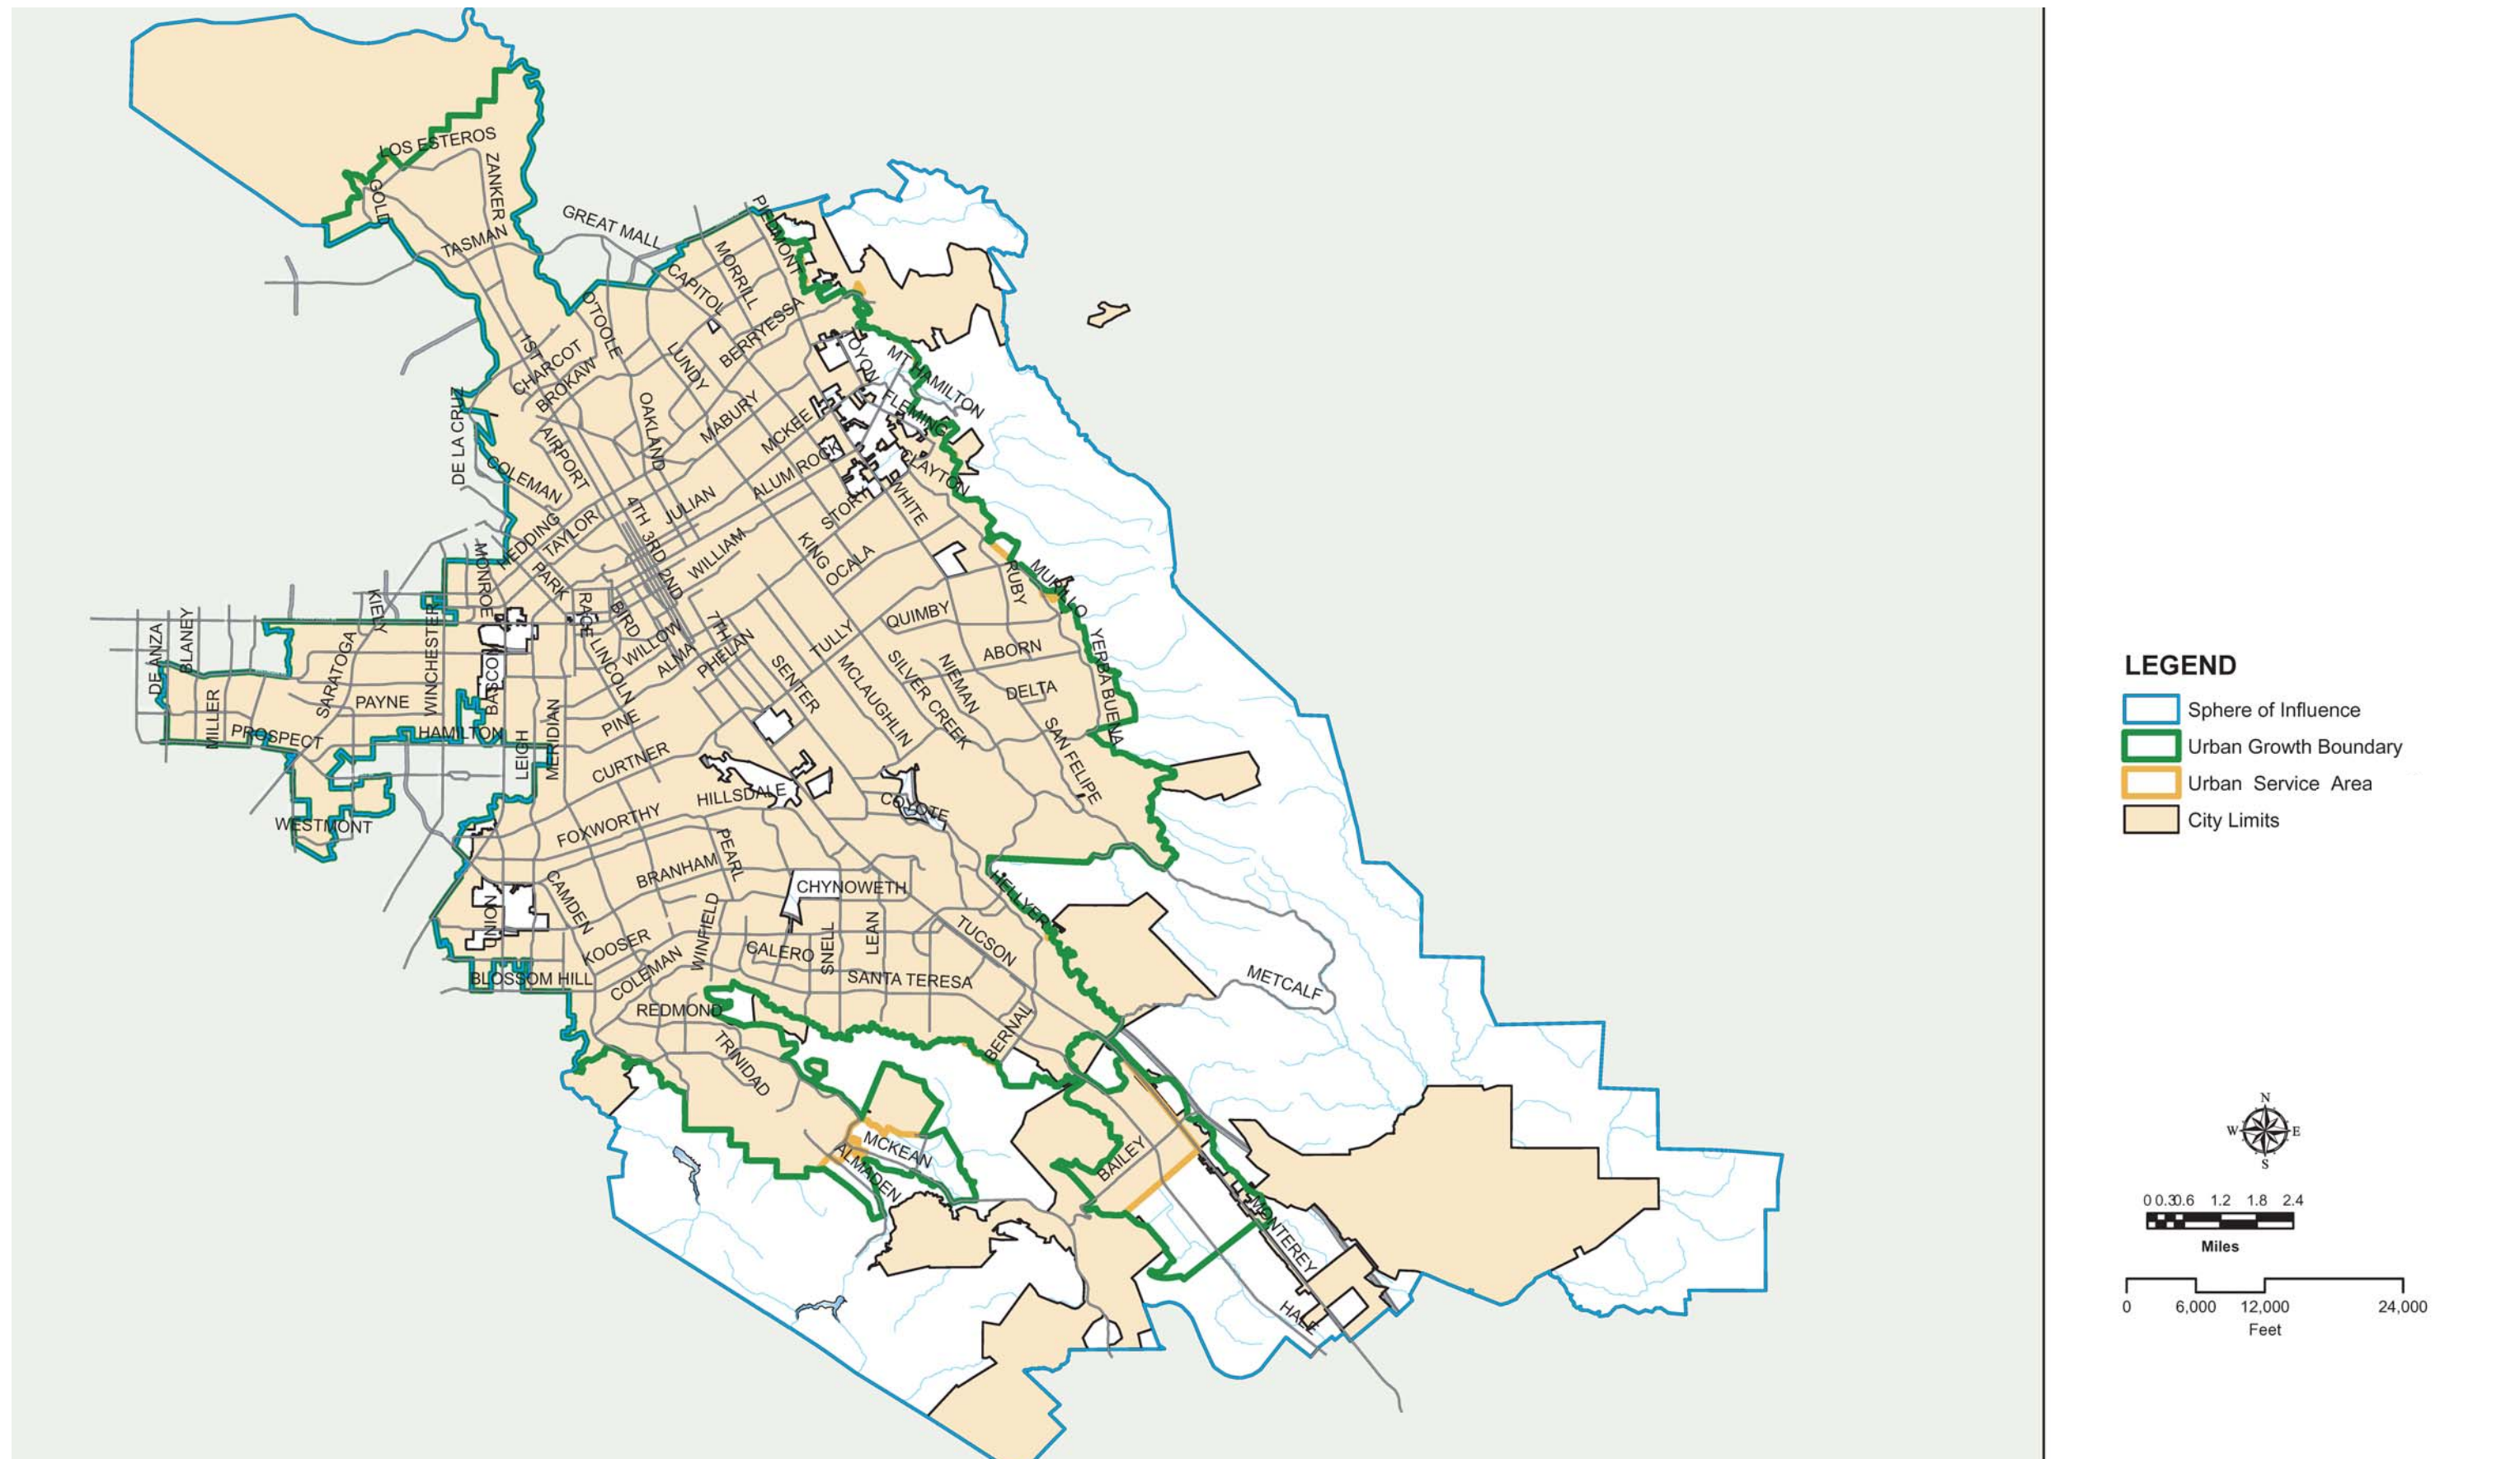 LOS ESTEROS
ZANKER
GOLD
TASMAN
GREAT MALL
PIEDMONT
MORRILL
CAPITOL
O'TOOLE
BERRYESSA
1ST
CHARCOT
BROKAW
LUNDY
TOYON
MT HAMILTON
FLEMING
DE LA CRUZ
OAKLAND
MABURY
MCKEE
AIRPORT
COLEMAN
ALUM ROCK
CLAYTON
WHITE
STORY
4TH
JULIAN
HEDDING
TAYLOR
3RD
2ND
WILLIAM
KING
OCALA
MONROE
PARK
RUBY
MURILLO
KIELY
RACE
BIRD
7TH
QUIMBY
DE ANZA
BLANEY
SARATOGA
WINCHESTER
LINCOLN
WILLOW
ALMA
PHELAN
TULLY
ABORN
YERBA BUENA
MILLER
PAYNE
BASCOM
SENTER
MCLAUGHLIN
SILVER CREEK
NIEMAN
DELTA
SAN FELIPE
PROSPECT
HAMILTON
LEIGH
MERIDIAN
PINE
CURTNER
HILLSDALE
COYOTE
WESTMONT
FOXWORTHY
PEARL
BRANHAM
CHYNOWETH
HELLYER
CAMDEN
UNION
WINFIELD
KOOSER
COLEMAN
CALERO
SNELL
LEAN
TUCSON
BLOSSOM HILL
SANTA TERESA
METCALF
REDMOND
TRINIDAD
BERNAL
MCKEAN
ALMADEN
BAILEY
MONTEREY
HALE
LEGEND
Sphere of Influence
Urban Growth Boundary
Urban Service Area
City Limits
N
W
E
S
0 0.3 0.6 1.2 1.8 2.4
Miles
0 6,000 12,000 24,000
Feet